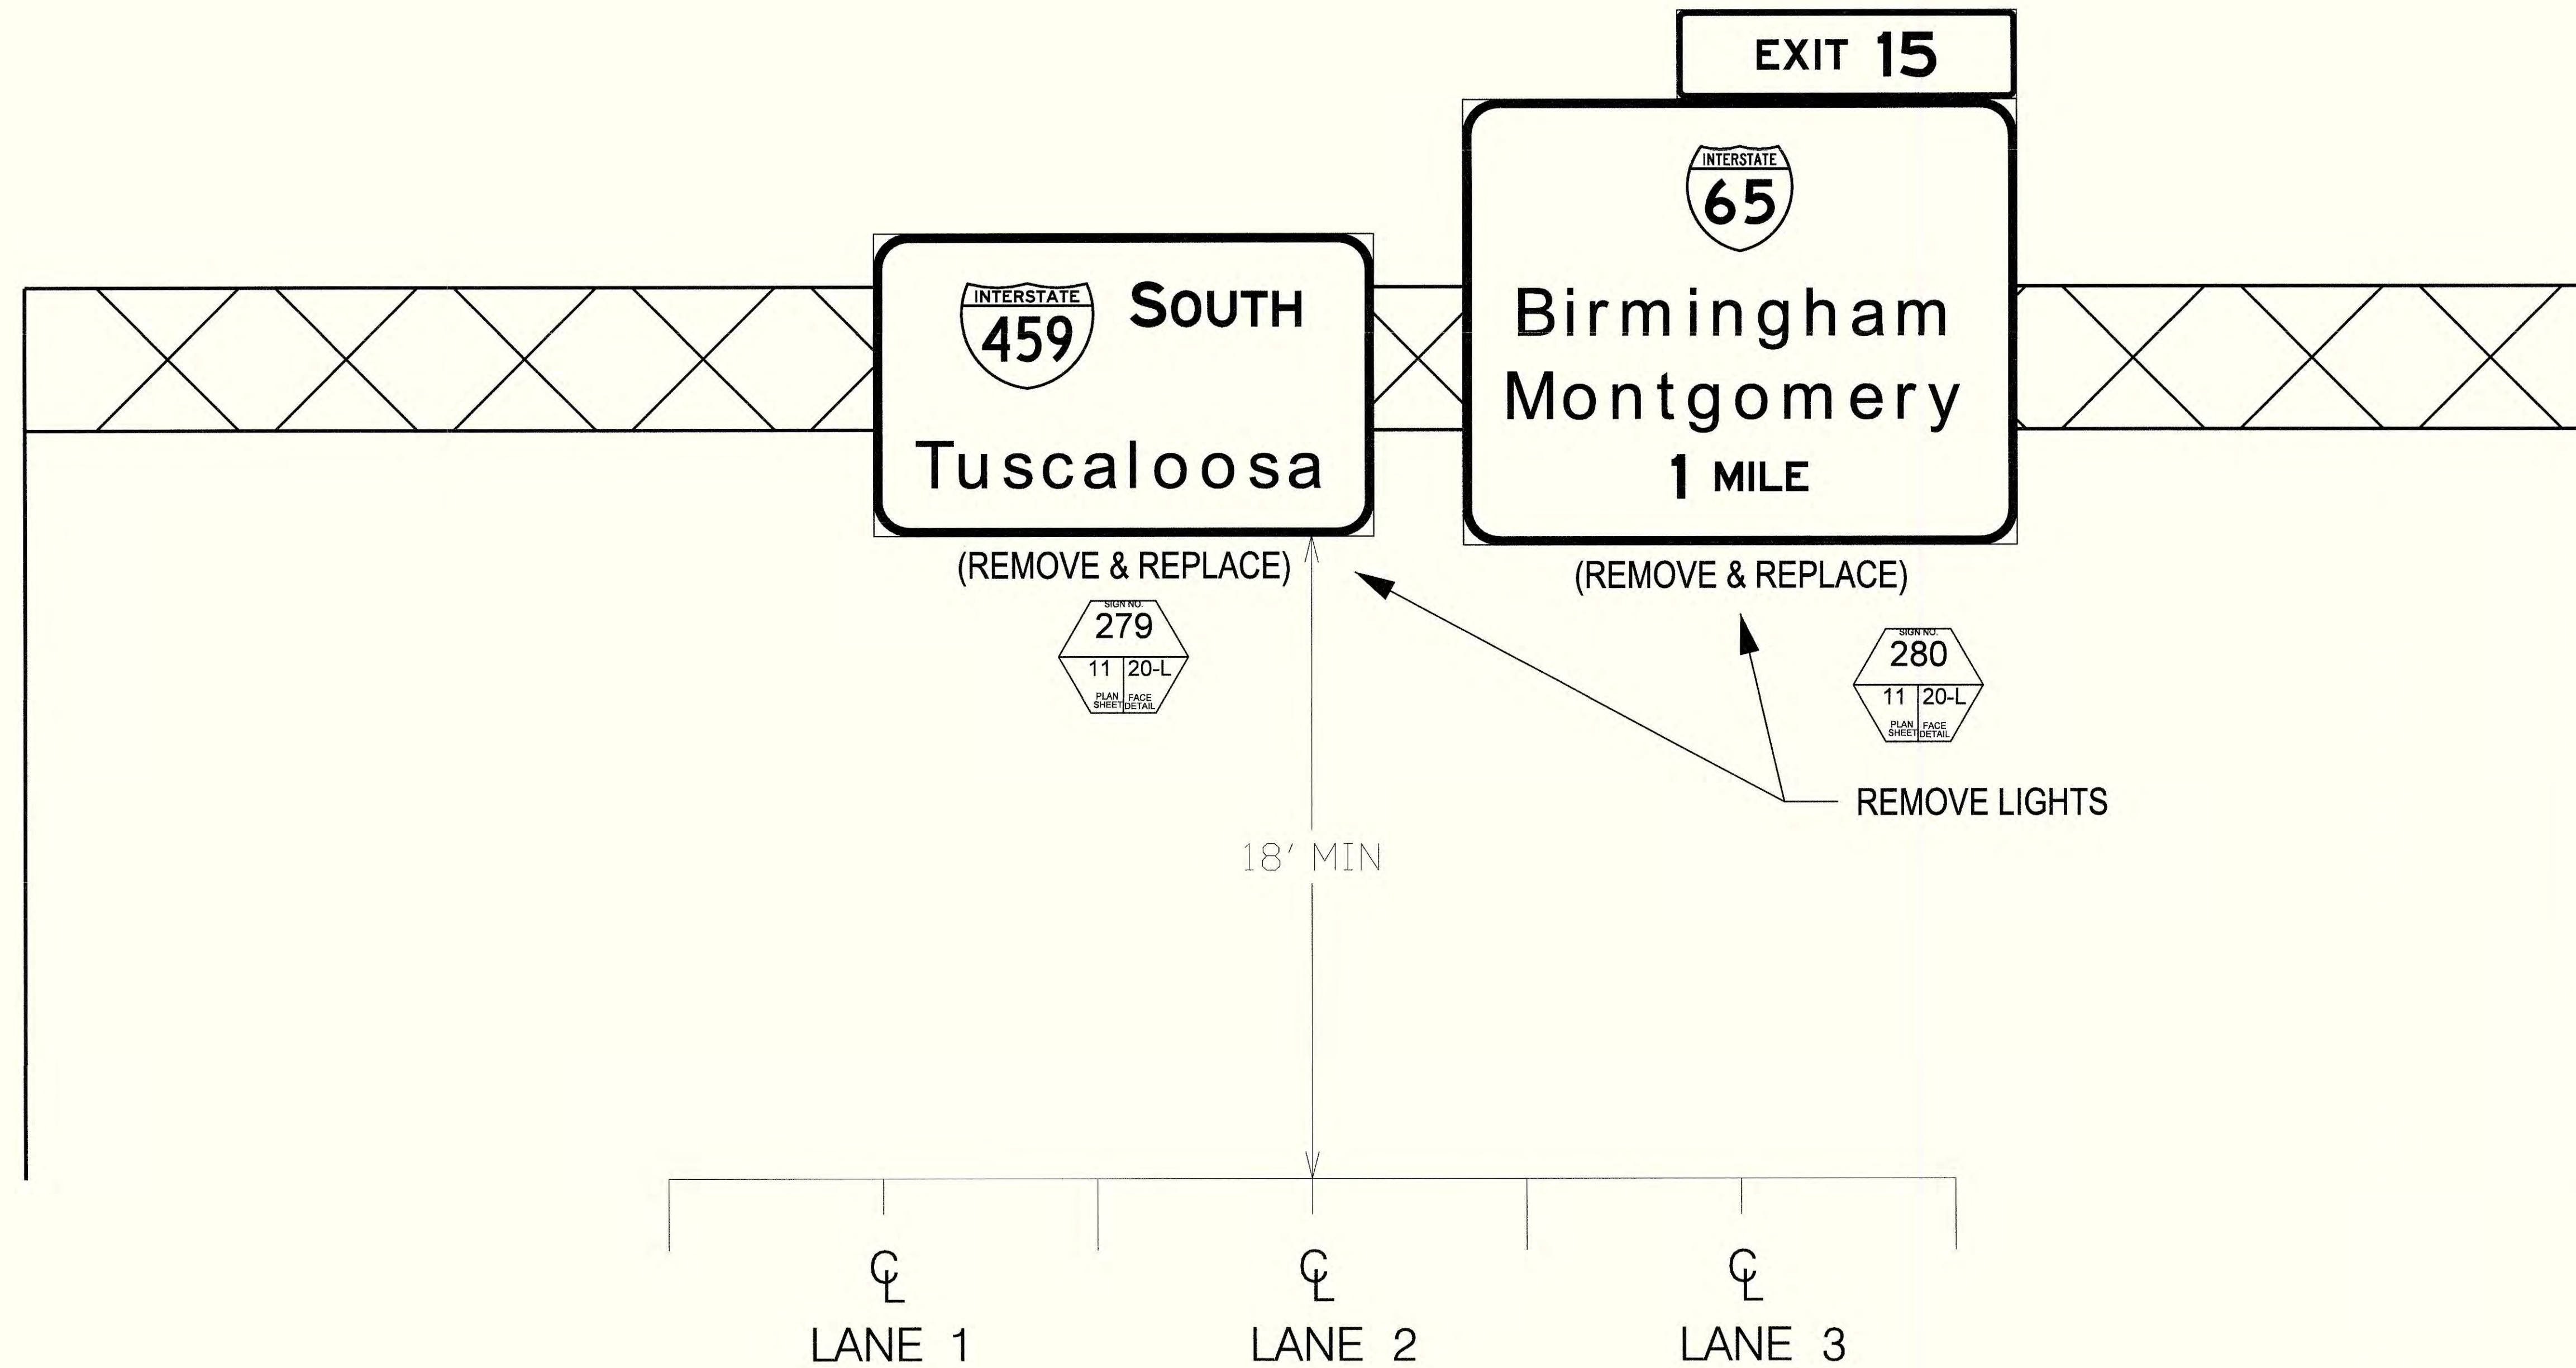 EXIT 15
INTERSTATE
65
Birmingham
Montgomery
1 MILE
INTERSTATE
459
SOUTH
Tuscaloosa
(REMOVE & REPLACE)
(REMOVE & REPLACE)
SIGN NO.
279
11 20-L
PLAN SHEET
FACE DETAIL
SIGN NO.
280
11 20-L
PLAN SHEET
FACE DETAIL
REMOVE LIGHTS
18' MIN
CL
CL
CL
LANE 1
LANE 2
LANE 3